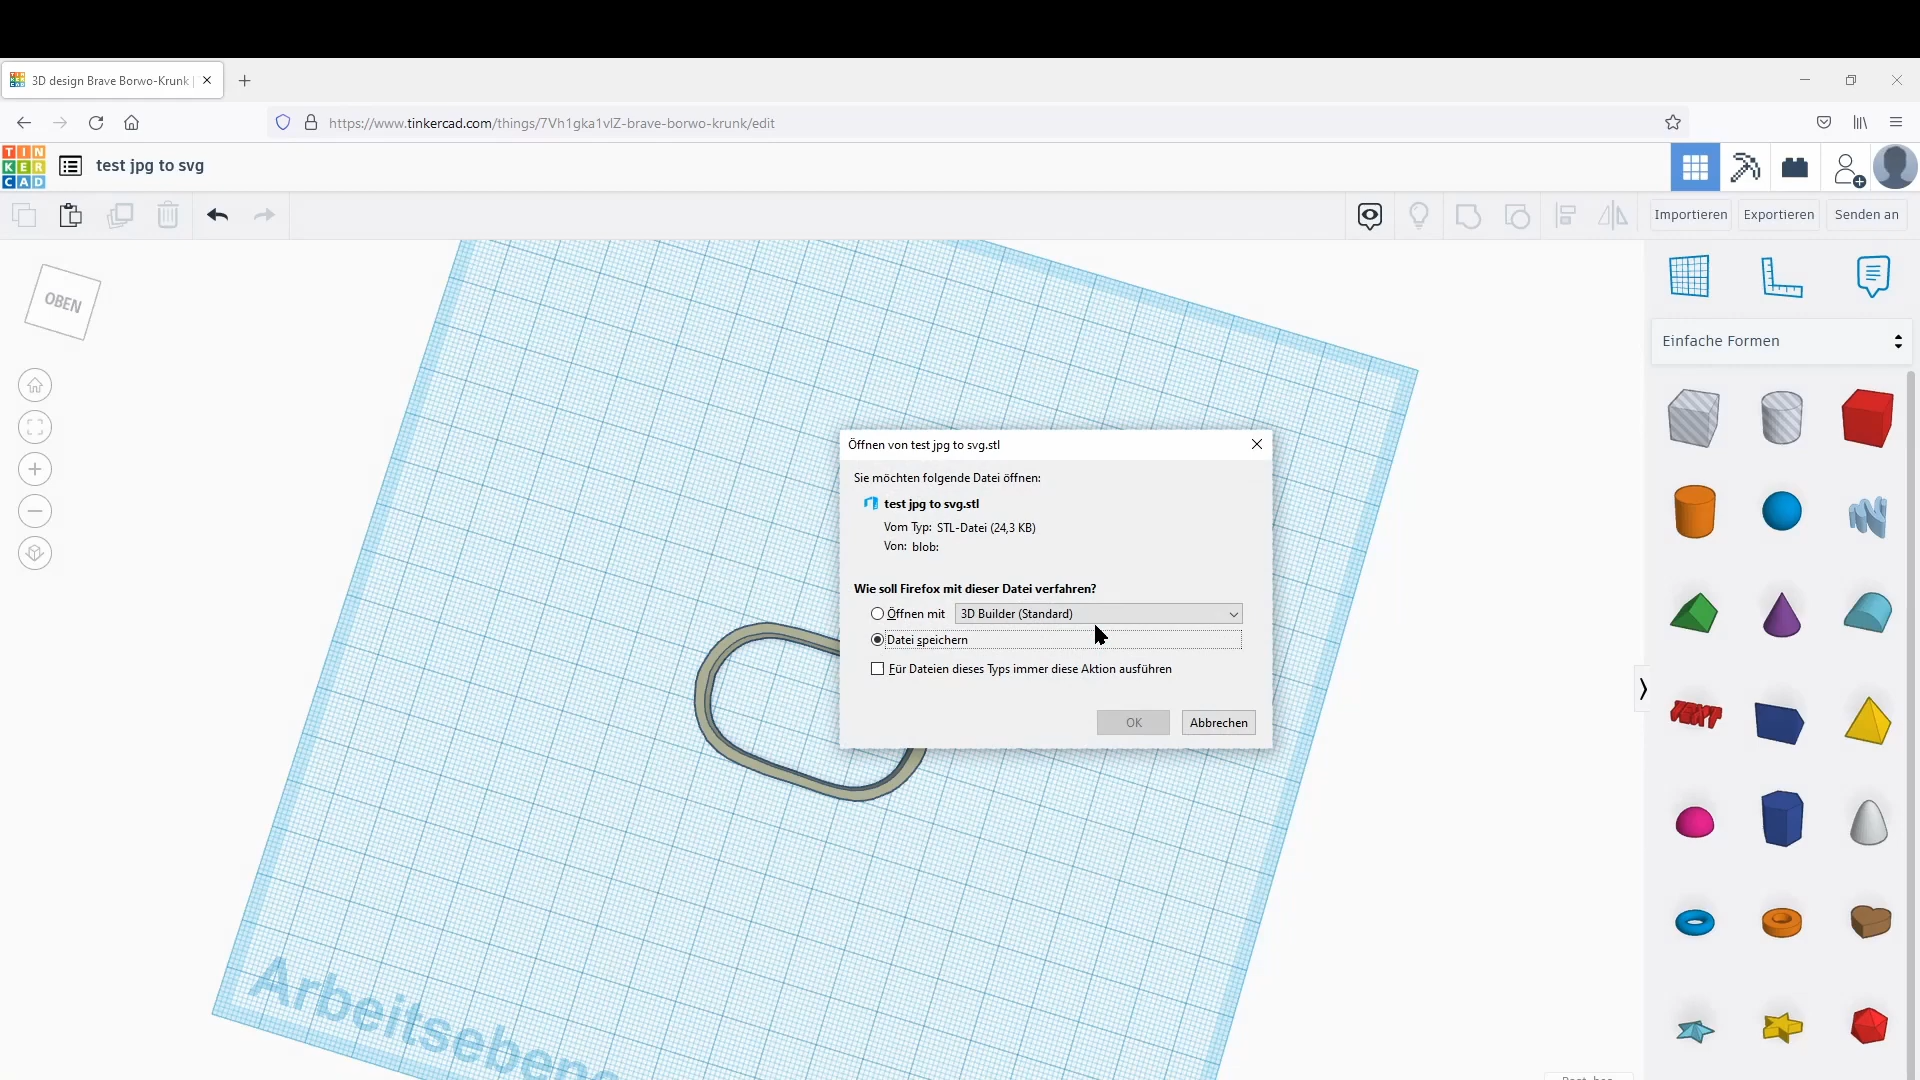 3D design Brave Borwo-Krunk |
https://www.tinkercad.com/things/7Vh1gka1vlZ-brave-borwo-krunk/edit
TIN
KER
CAD
test jpg to svg
Importieren
Exportieren
Senden an
OBEN
Einfache Formen
Öffnen von test jpg to svg.stl
Sie möchten folgende Datei öffnen:
test jpg to svg.stl
Vom Typ: STL-Datei (24,3 KB)
Von: blob:
Wie soll Firefox mit dieser Datei verfahren?
Öffnen mit
3D Builder (Standard)
Datei speichern
Für Dateien dieses Typs immer diese Aktion ausführen
OK
Abbrechen
TEXT
Arbeitseben